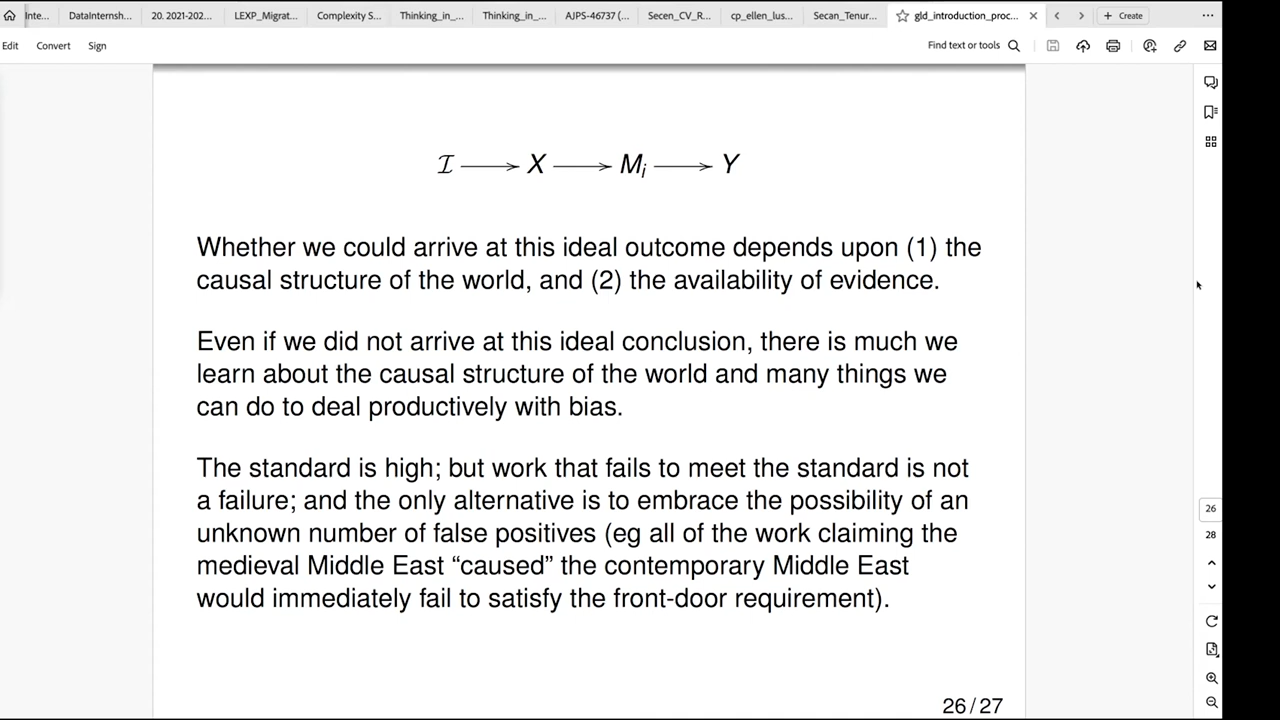 Inte...
DataInternsh...
20. 2021-202...
LEXP_Migrat...
Complexity S...
Thinking_in_...
Thinking_in_...
AJPS-46737 (...
Secen_CV_R...
cp_ellen_lus...
Secan_Tenur...
gld_introduction_proc...
Create
Edit Convert Sign
Find text or tools
I → X → Mi → Y
Whether we could arrive at this ideal outcome depends upon (1) the
causal structure of the world, and (2) the availability of evidence.
Even if we did not arrive at this ideal conclusion, there is much we
learn about the causal structure of the world and many things we
can do to deal productively with bias.
The standard is high; but work that fails to meet the standard is not
a failure; and the only alternative is to embrace the possibility of an
unknown number of false positives (eg all of the work claiming the
medieval Middle East “caused” the contemporary Middle East
would immediately fail to satisfy the front-door requirement).
26
28
26/27